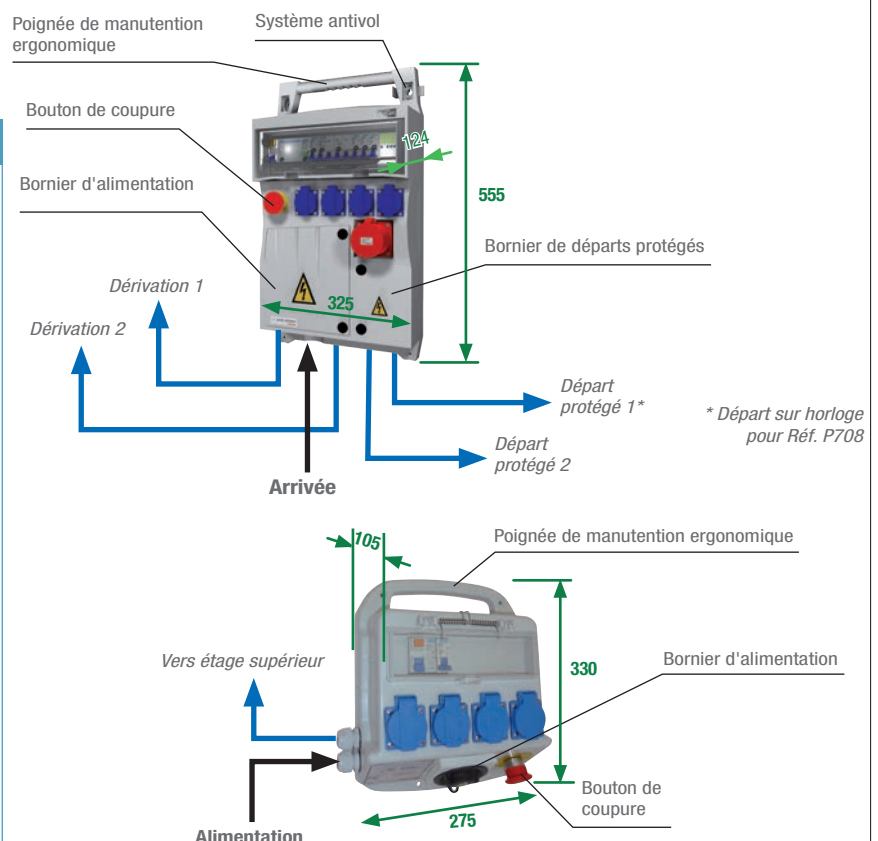 Poignée de manutention
ergonomique
Système antivol
Bouton de coupure
124
Bornier d'alimentation
555
Bornier de départs protégés
325
Dérivation 1
Dérivation 2
Départ
protégé 1*
* Départ sur horloge
pour Réf. P708
Départ
protégé 2
Arrivée
105
Poignée de manutention ergonomique
Vers étage supérieur
330
Bornier d'alimentation
Bouton de
coupure
275
Alimentation